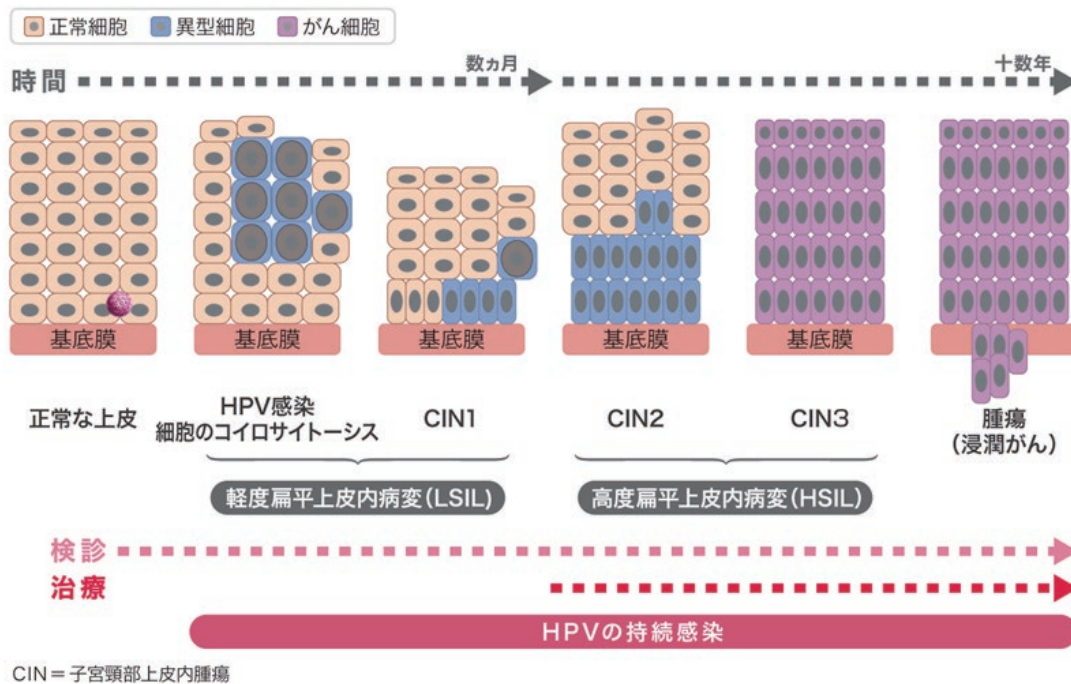 正常細胞 異型細胞 がん細胞
時間 数ヵ月 十数年
基底膜 基底膜 基底膜 基底膜 基底膜
正常な上皮
HPV感染
細胞のコイロサイトーシス
CIN1
CIN2
CIN3
腫瘍
(浸潤がん)
軽度扁平上皮内病変(LSIL)
高度扁平上皮内病変(HSIL)
検診
治療
HPVの持続感染
CIN=子宮頸部上皮内腫瘍